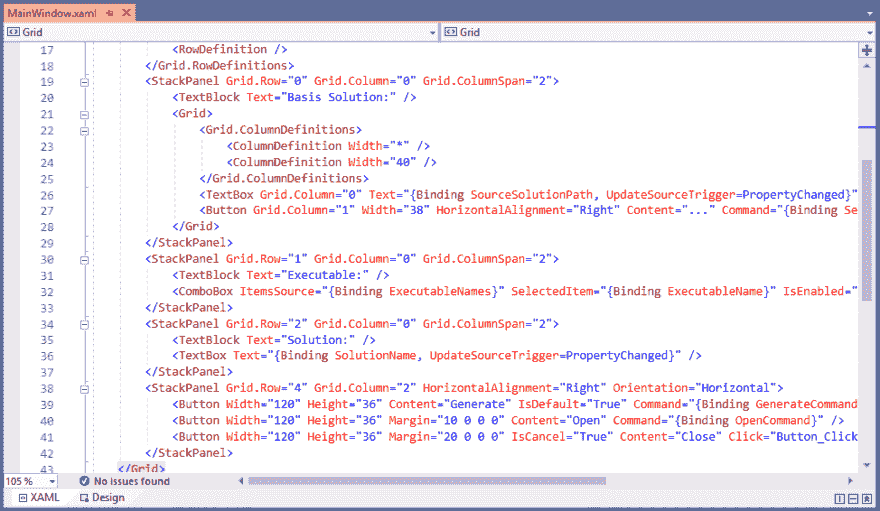 MainWindow.xaml
Grid Grid
17 <RowDefinition />
18 </Grid.RowDefinitions>
19 <StackPanel Grid.Row="0" Grid.Column="0" Grid.ColumnSpan="2">
20 <TextBlock Text="Basis Solution:" />
21 <Grid>
22 <Grid.ColumnDefinitions>
23 <ColumnDefinition Width="*" />
24 <ColumnDefinition Width="40" />
25 </Grid.ColumnDefinitions>
26 <TextBox Grid.Column="0" Text="{Binding SourceSolutionPath, UpdateSourceTrigger=PropertyChanged}"
27 <Button Grid.Column="1" Width="38" HorizontalAlignment="Right" Content="..." Command="{Binding Se
28 </Grid>
29 </StackPanel>
30 <StackPanel Grid.Row="1" Grid.Column="0" Grid.ColumnSpan="2">
31 <TextBlock Text="Executable:" />
32 <ComboBox ItemsSource="{Binding ExecutableNames}" SelectedItem="{Binding ExecutableName}" IsEnabled="
33 </StackPanel>
34 <StackPanel Grid.Row="2" Grid.Column="0" Grid.ColumnSpan="2">
35 <TextBlock Text="Solution:" />
36 <TextBox Text="{Binding SolutionName, UpdateSourceTrigger=PropertyChanged}" />
37 </StackPanel>
38 <StackPanel Grid.Row="4" Grid.Column="2" HorizontalAlignment="Right" Orientation="Horizontal">
39 <Button Width="120" Height="36" Content="Generate" IsDefault="True" Command="{Binding GenerateCommand
40 <Button Width="120" Height="36" Margin="10 0 0 0" Content="Open" Command="{Binding OpenCommand}" />
41 <Button Width="120" Height="36" Margin="20 0 0 0" IsCancel="True" Content="Close" Click="Button_Click
42 </StackPanel>
43 </Grid>
105 % No issues found
XAML Design